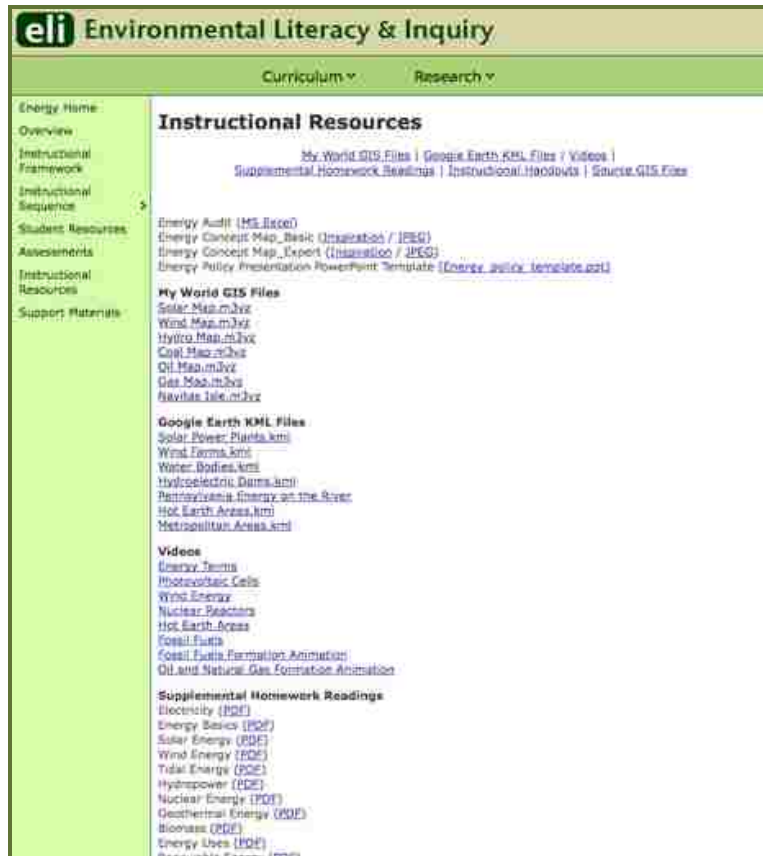 eli Environmental Literacy & Inquiry
Curriculum Research
Energy Home
Overview
Instructional
Framework
Instructional
Sequence
Student Resources
Assessments
Instructional
Resources
Support Materials
Instructional Resources
My World GIS Files | Google Earth KML Files / Videos |
Supplemental Homework Readings | Instructional Handouts | Source GIS Files
Energy Audit (MS Excel)
Energy Concept Map_Basic (Inspiration / JPEG)
Energy Concept Map_Expert (Inspiration / JPEG)
Energy Policy Presentation PowerPoint Template (Energy_policy_template.ppt)
My World GIS Files
Solar Map.m3vz
Wind Map.m3vz
Hydro Map.m3vz
Coal Map.m3vz
Oil Map.m3vz
Gas Map.m3vz
Navitas Isle.m3vz
Google Earth KML Files
Solar Power Plants.kml
Wind Farms.kml
Water Bodies.kml
Hydroelectric Dams.kml
Pennsylvania Energy on the River
Hot Earth Areas.kml
Metropolitan Areas.kml
Videos
Energy Terms
Photovoltaic Cells
Wind Energy
Nuclear Reactors
Hot Earth Areas
Fossil Fuels
Fossil Fuels Formation Animation
Oil and Natural Gas Formation Animation
Supplemental Homework Readings
Electricity (PDF)
Energy Basics (PDF)
Solar Energy (PDF)
Wind Energy (PDF)
Tidal Energy (PDF)
Hydropower (PDF)
Nuclear Energy (PDF)
Geothermal Energy (PDF)
Biomass (PDF)
Energy Uses (PDF)